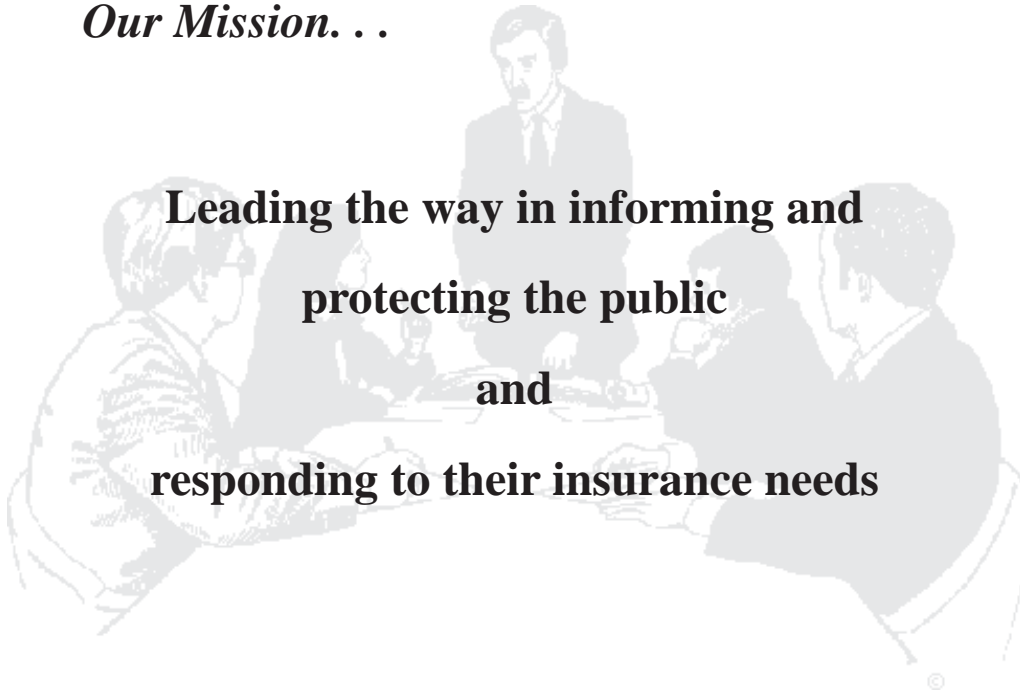 Our Mission. . .
Leading the way in informing and
protecting the public
and
responding to their insurance needs
©